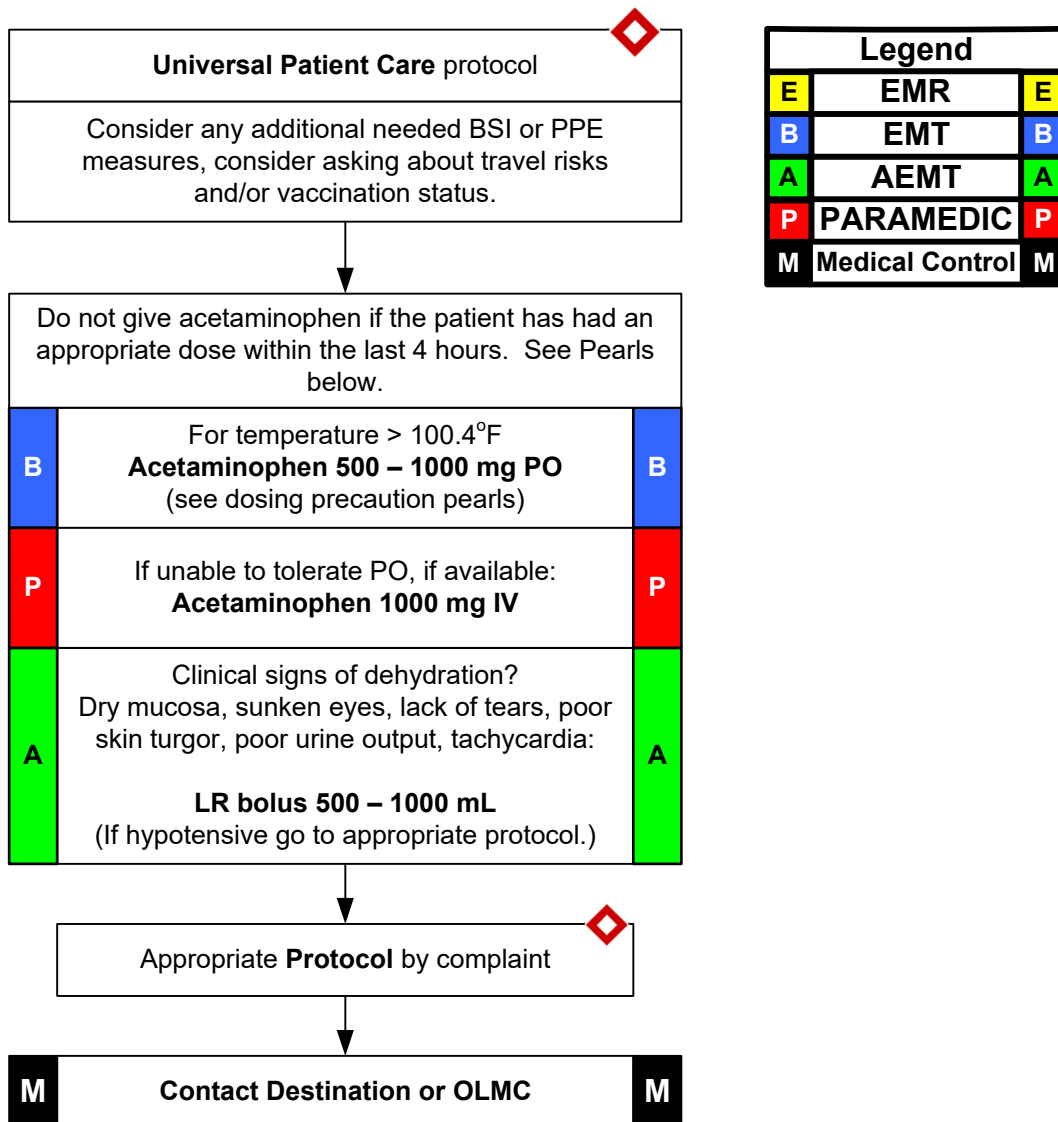 Universal Patient Care protocol
Consider any additional needed BSI or PPE
measures, consider asking about travel risks
and/or vaccination status.
Legend
E EMR E
B EMT B
A AEMT A
P PARAMEDIC P
M Medical Control M
Do not give acetaminophen if the patient has had an
appropriate dose within the last 4 hours.  See Pearls
below.
For temperature > 100.4°F
B Acetaminophen 500 – 1000 mg PO B
(see dosing precaution pearls)
If unable to tolerate PO, if available:
P Acetaminophen 1000 mg IV P
Clinical signs of dehydration?
Dry mucosa, sunken eyes, lack of tears, poor
skin turgor, poor urine output, tachycardia:
A A
LR bolus 500 – 1000 mL
(If hypotensive go to appropriate protocol.)
Appropriate Protocol by complaint
M Contact Destination or OLMC M